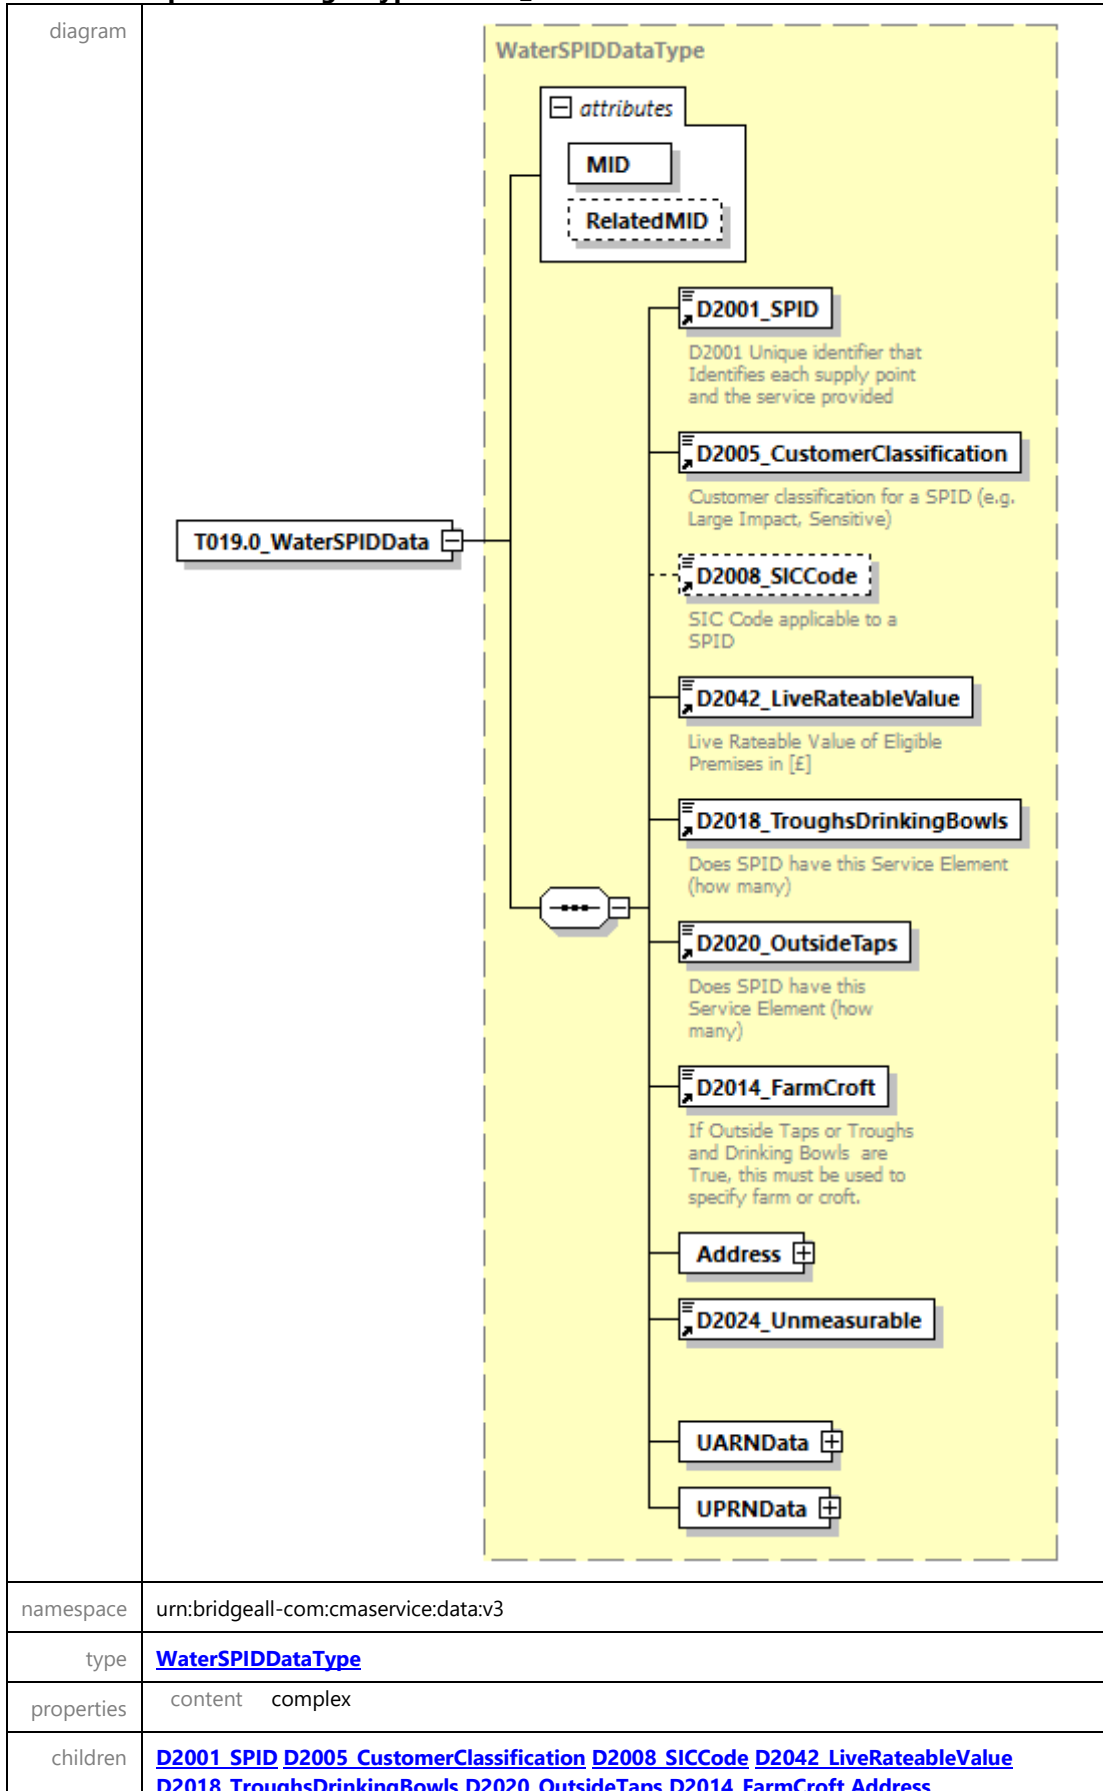 diagram
WaterSPIDDataType
attributes
MID
RelatedMID
D2001_SPID
D2001 Unique identifier that
Identifies each supply point
and the service provided
D2005_CustomerClassification
Customer classification for a SPID (e.g.
Large Impact, Sensitive)
T019.0_WaterSPIDData
D2008_SICCode
SIC Code applicable to a
SPID
D2042_LiveRateableValue
Live Rateable Value of Eligible
Premises in [£]
D2018_TroughsDrinkingBowls
Does SPID have this Service Element
(how many)
D2020_OutsideTaps
Does SPID have this
Service Element (how
many)
D2014_FarmCroft
If Outside Taps or Troughs
and Drinking Bowls are
True, this must be used to
specify farm or croft.
Address
D2024_Unmeasurable
UARNData
UPRNData
namespace urn:bridgeall-com:cmaservice:data:v3
type WaterSPIDDataType
properties content complex
children D2001_SPID D2005_CustomerClassification D2008_SICCode D2042_LiveRateableValue
D2018_TroughsDrinkingBowls D2020_OutsideTaps D2014_FarmCroft Address